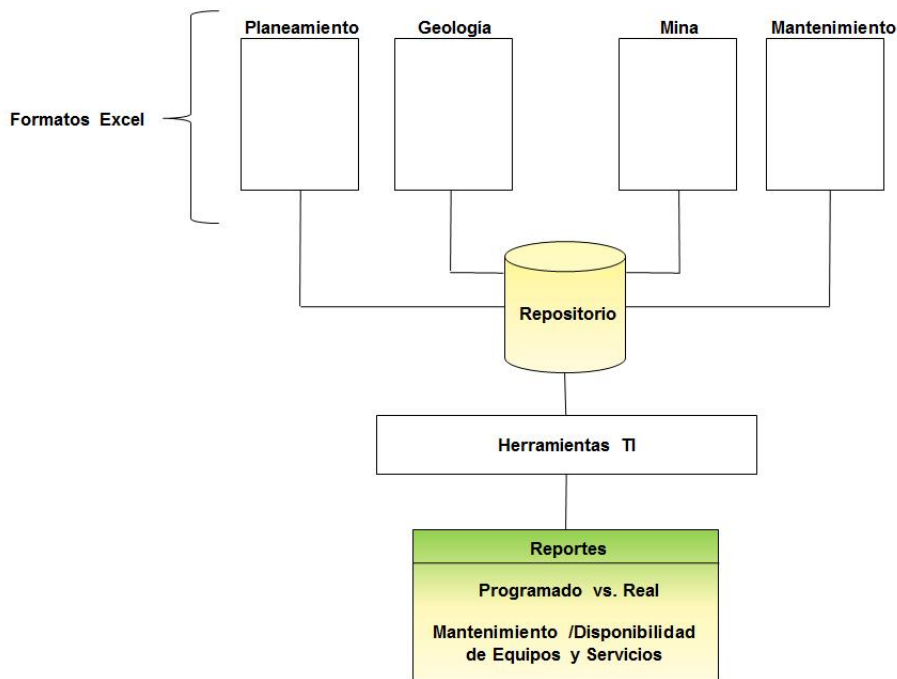 Planeamiento
Geología
Mina
Mantenimiento
Formatos Excel
Repositorio
Herramientas TI
Reportes
Programado vs. Real
Mantenimiento /Disponibilidad
de Equipos y Servicios